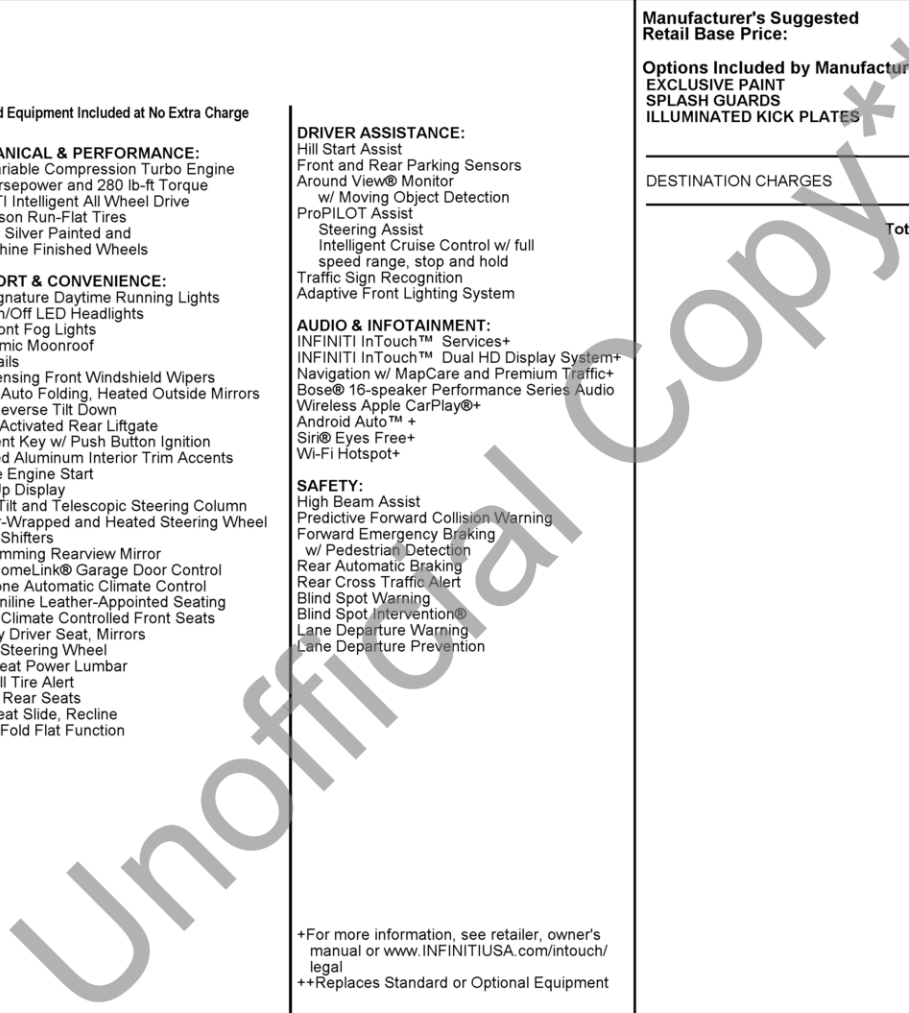 d Equipment Included at No Extra Charge
ANICAL & PERFORMANCE:
ariable Compression Turbo Engine
rsepower and 280 lb-ft Torque
TI Intelligent All Wheel Drive
son Run-Flat Tires
Silver Painted and
hine Finished Wheels
ORT & CONVENIENCE:
gnature Daytime Running Lights
n/Off LED Headlights
ont Fog Lights
mic Moonroof
ails
ensing Front Windshield Wipers
Auto Folding, Heated Outside Mirrors
everse Tilt Down
Activated Rear Liftgate
ent Key w/ Push Button Ignition
ed Aluminum Interior Trim Accents
e Engine Start
p Display
Tilt and Telescopic Steering Column
r-Wrapped and Heated Steering Wheel
Shifters
mming Rearview Mirror
omeLink® Garage Door Control
one Automatic Climate Control
niline Leather-Appointed Seating
Climate Controlled Front Seats
y Driver Seat, Mirrors
Steering Wheel
eat Power Lumbar
ll Tire Alert
Rear Seats
eat Slide, Recline
Fold Flat Function
DRIVER ASSISTANCE:
Hill Start Assist
Front and Rear Parking Sensors
Around View® Monitor
w/ Moving Object Detection
ProPILOT Assist
Steering Assist
Intelligent Cruise Control w/ full
speed range, stop and hold
Traffic Sign Recognition
Adaptive Front Lighting System
AUDIO & INFOTAINMENT:
INFINITI InTouch™ Services+
INFINITI InTouch™ Dual HD Display System+
Navigation w/ MapCare and Premium Traffic+
Bose® 16-speaker Performance Series Audio
Wireless Apple CarPlay®+
Android Auto™ +
Siri® Eyes Free+
Wi-Fi Hotspot+
SAFETY:
High Beam Assist
Predictive Forward Collision Warning
Forward Emergency Braking
w/ Pedestrian Detection
Rear Automatic Braking
Rear Cross Traffic Alert
Blind Spot Warning
Blind Spot Intervention®
Lane Departure Warning
Lane Departure Prevention
+For more information, see retailer, owner's
manual or www.INFINITIUSA.com/intouch/
legal
++Replaces Standard or Optional Equipment
Manufacturer's Suggested
Retail Base Price:
Options Included by Manufactur
EXCLUSIVE PAINT
SPLASH GUARDS
ILLUMINATED KICK PLATES
DESTINATION CHARGES
Tot
Unofficial Copy**